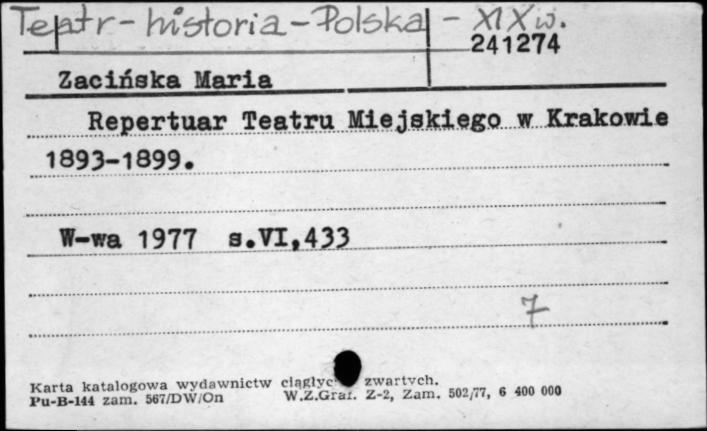 Teatr - historia - Polska - XIX w.
241274
Zacińska Maria
Repertuar Teatru Miejskiego w Krakowie
1893-1899.
W-wa 1977 s.VI,433
7
Karta katalogowa wydawnictw ciągłyc zwartych.
Pu-B-144 zam. 567/DW/On W.Z.Graf. Z-2, Zam. 502/77, 6 400 000